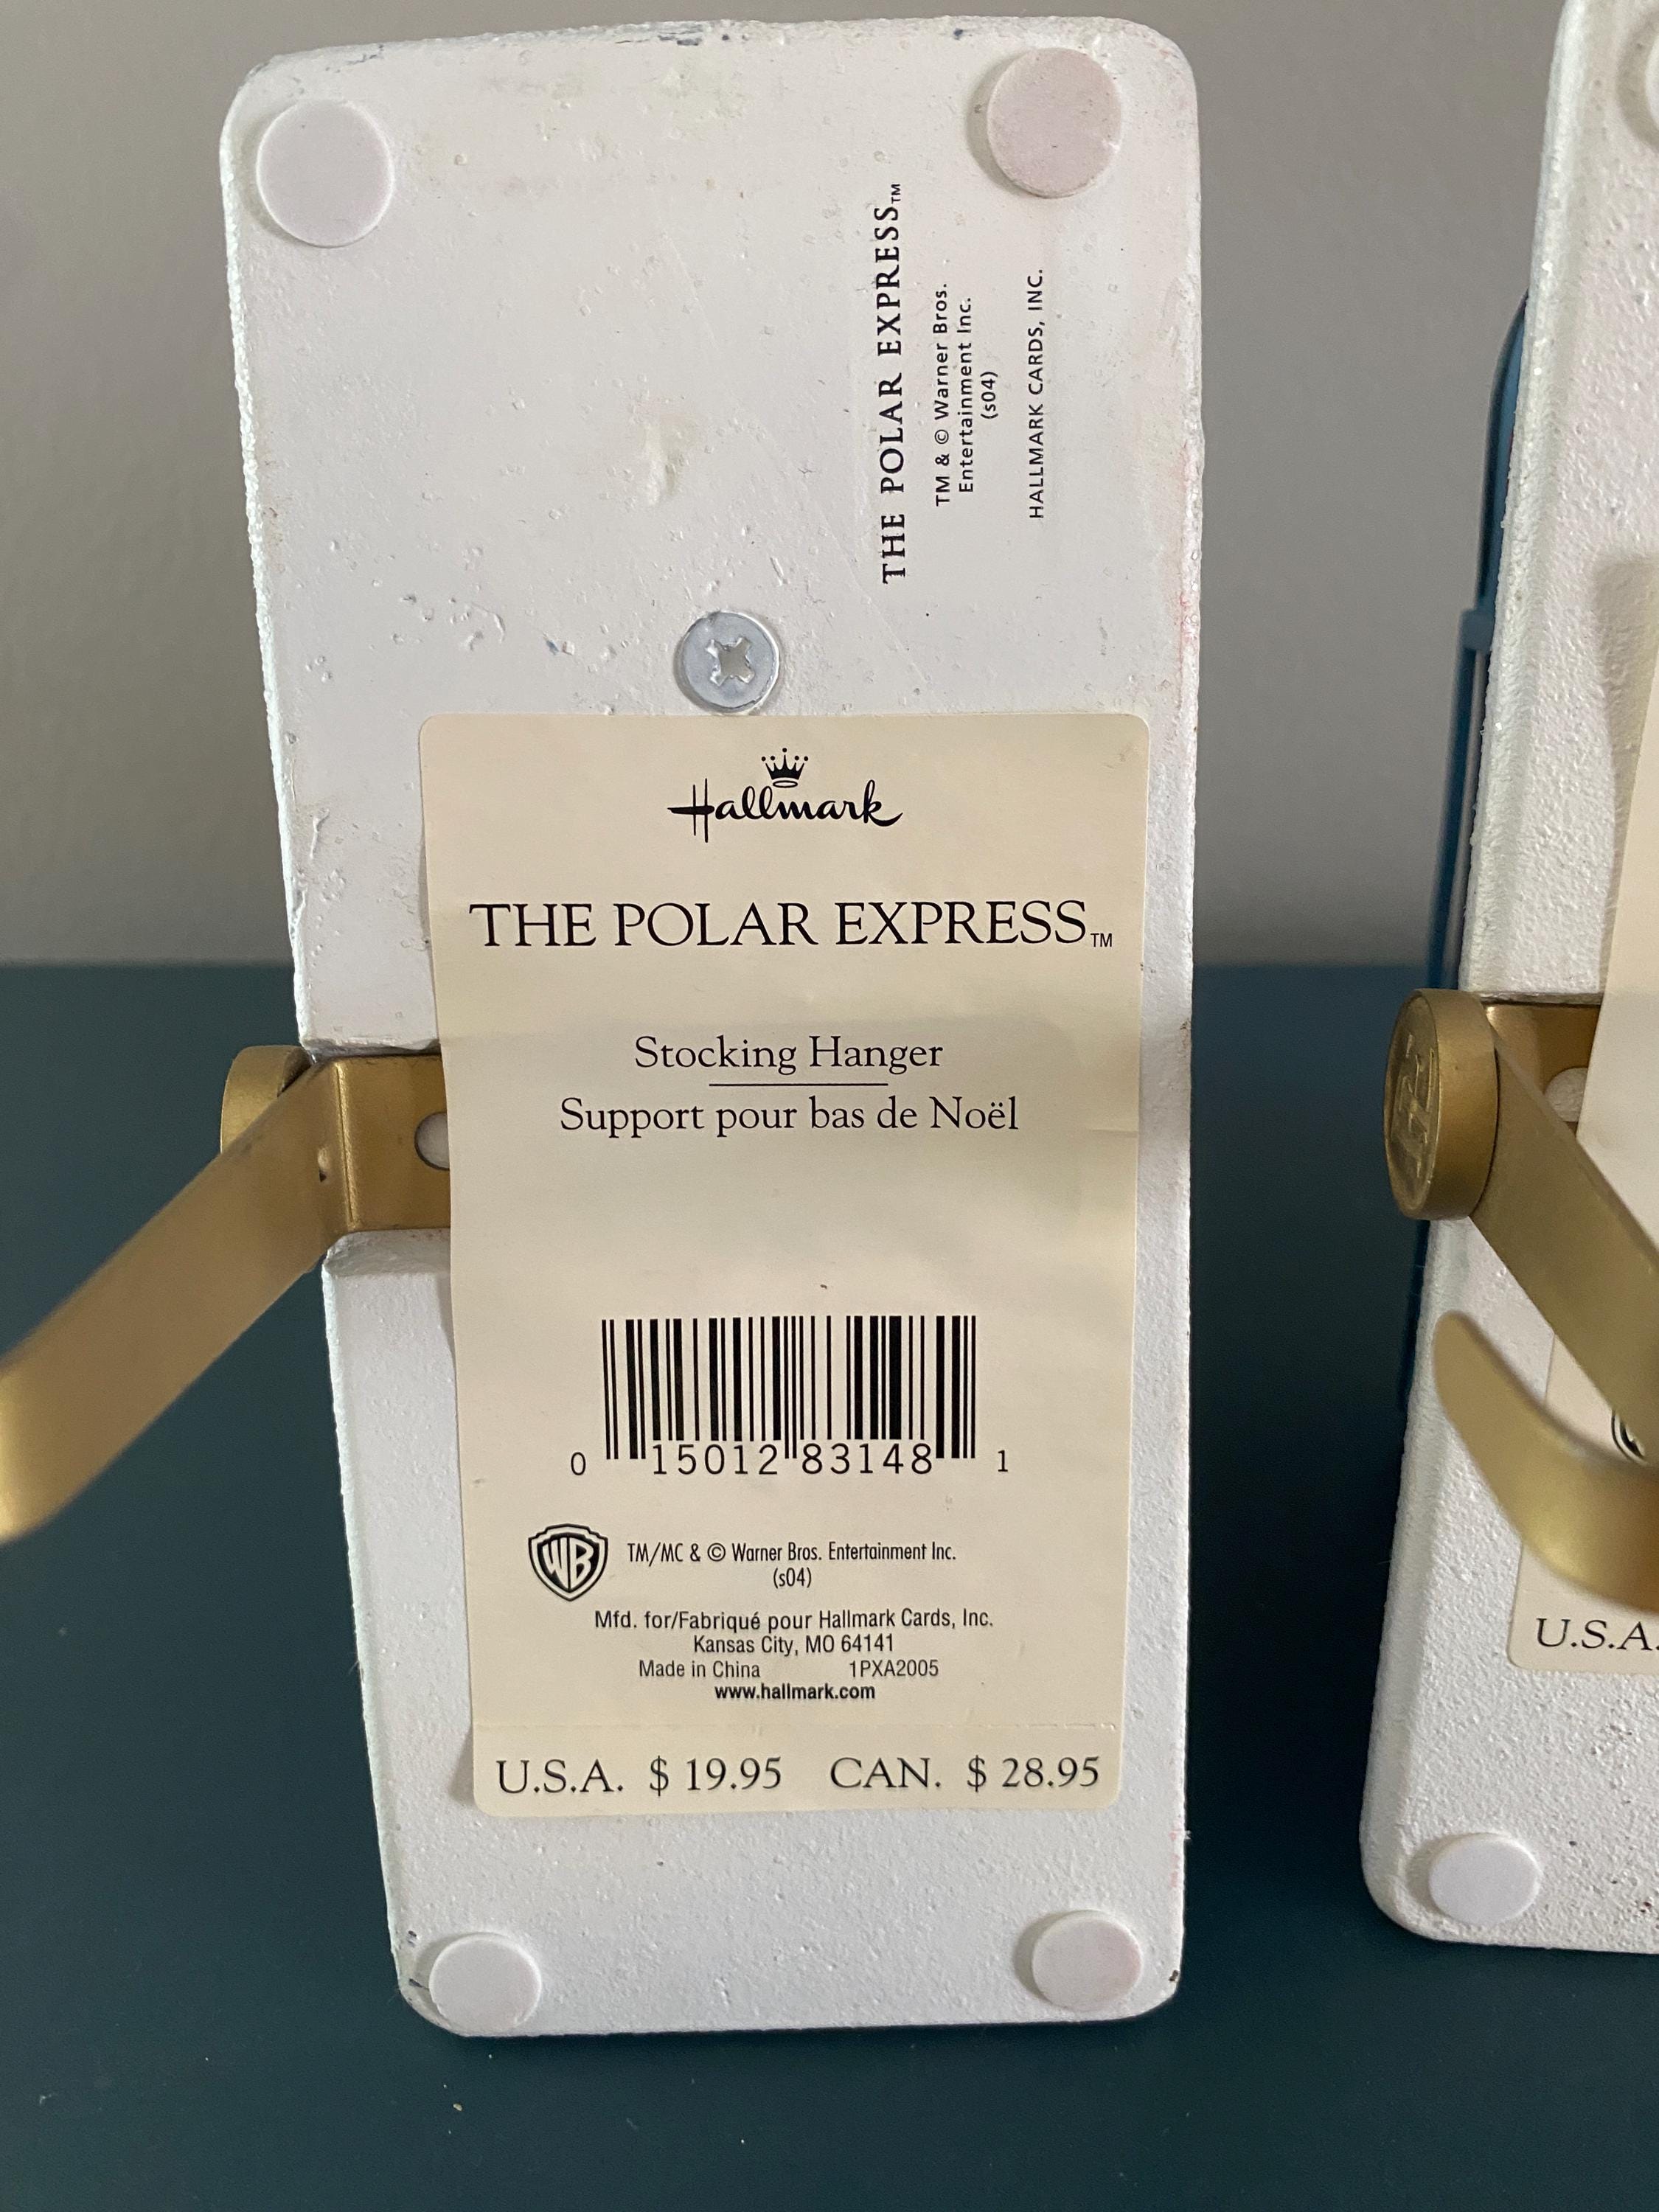 THE POLAR EXPRESS™
TM & © Warner Bros.
Entertainment Inc.
(s04)
HALLMARK CARDS, INC.
Hallmark
THE POLAR EXPRESS™
Stocking Hanger
Support pour bas de Noël
0 15012 83148 1
WB
TM/MC & © Warner Bros. Entertainment Inc.
(s04)
Mfd. for/Fabriqué pour Hallmark Cards, Inc.
Kansas City, MO 64141
Made in China 1PXA2005
www.hallmark.com
U.S.A. $ 19.95 CAN. $ 28.95
U.S.A.